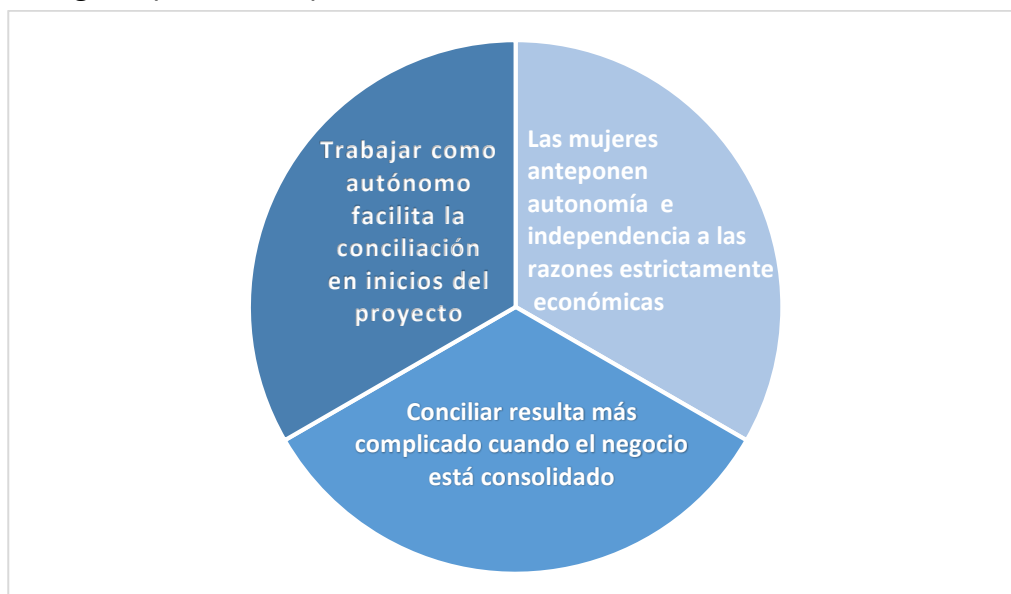 Trabajar como
autónomo
facilita la
conciliación
en inicios del
proyecto
Las mujeres
anteponen
autonomía e
independencia a las
razones estrictamente
económicas
Conciliar resulta más
complicado cuando el negocio
está consolidado